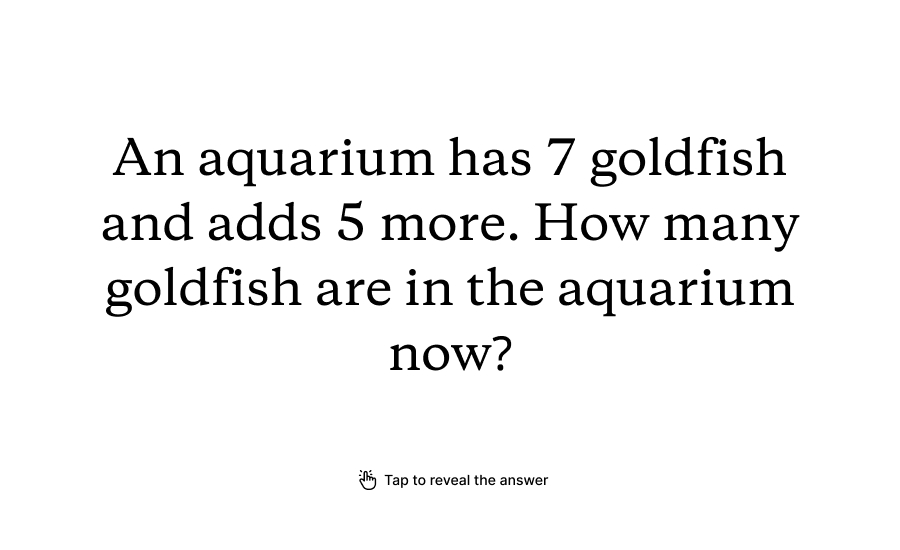 An aquarium has 7 goldfish
and adds 5 more. How many
goldfish are in the aquarium
now?
Tap to reveal the answer